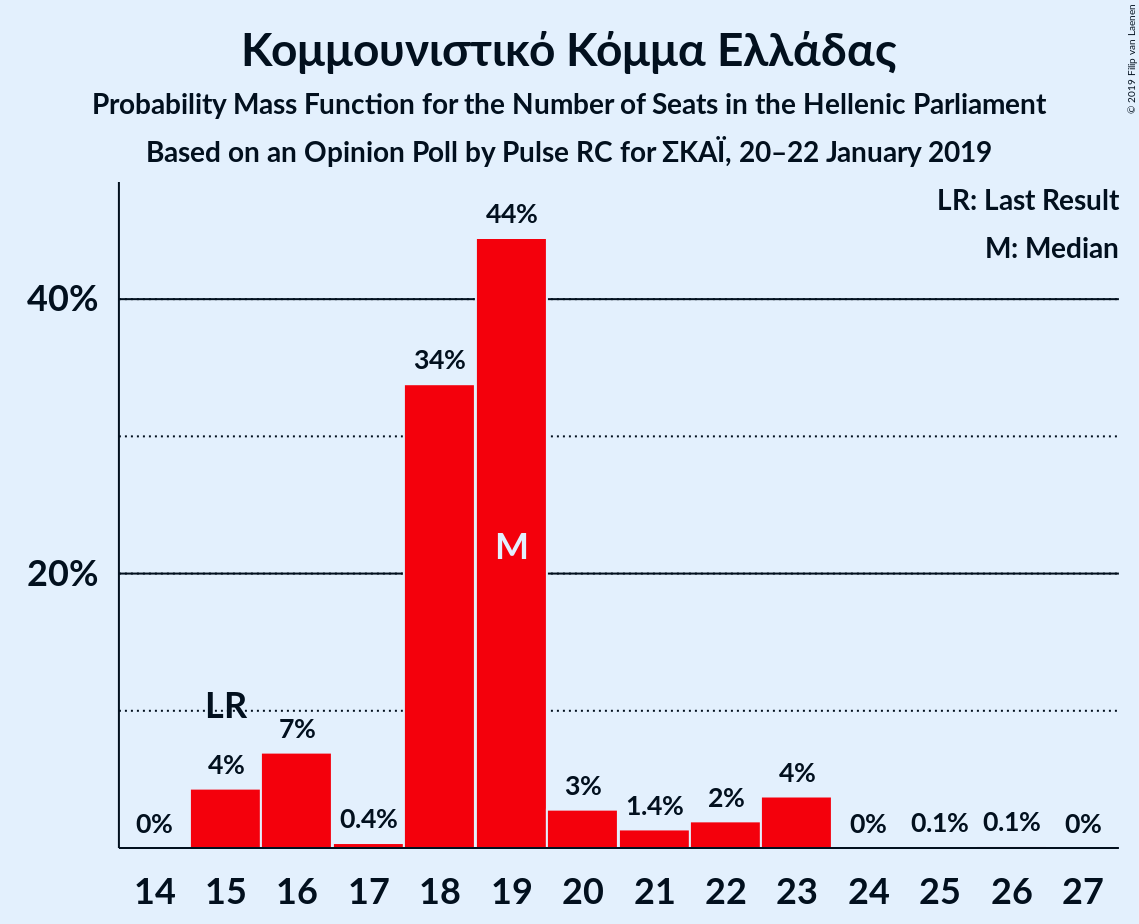 Κομμουνιστικό Κόμμα Ελλάδας
Probability Mass Function for the Number of Seats in the Hellenic Parliament
Based on an Opinion Poll by Pulse RC for ΣΚΑΪ, 20–22 January 2019
© 2019 Filip van Laenen
LR: Last Result
M: Median
40%
20%
0%
4%
LR
7%
0.4%
34%
44%
M
3%
1.4%
2%
4%
0%
0.1%
0.1%
0%
14 15 16 17 18 19 20 21 22 23 24 25 26 27